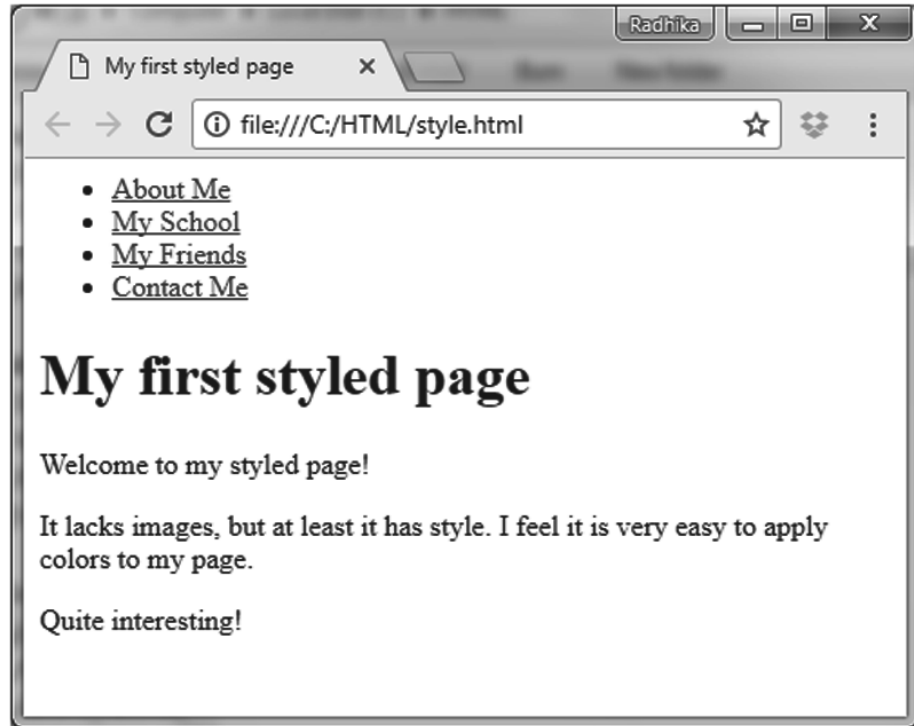 Radhika
My first styled page
file:///C:/HTML/style.html
About Me
My School
My Friends
Contact Me
My first styled page
Welcome to my styled page!
It lacks images, but at least it has style. I feel it is very easy to apply
colors to my page.
Quite interesting!